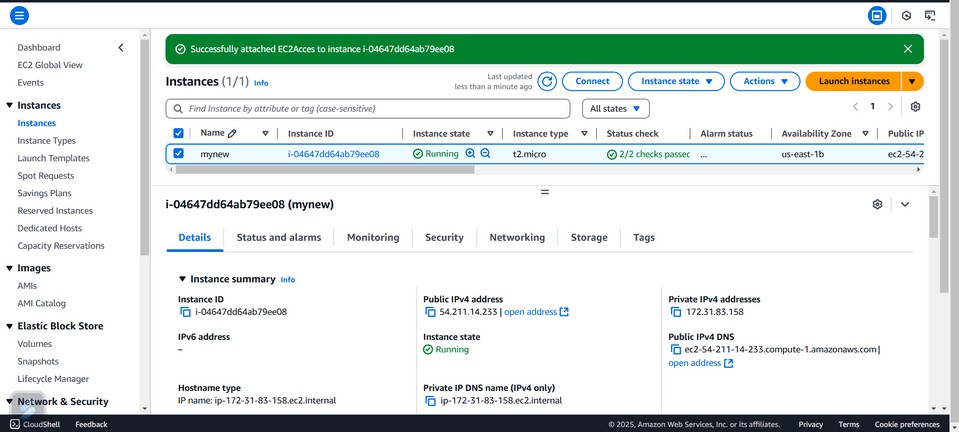 Successfully attached EC2Acces to instance i-04647dd64ab79ee08
Dashboard
EC2 Global View
Events
Instances
Instances
Instance Types
Launch Templates
Spot Requests
Savings Plans
Reserved Instances
Dedicated Hosts
Capacity Reservations
Images
AMIs
AMI Catalog
Elastic Block Store
Volumes
Snapshots
Lifecycle Manager
Network & Security
Instances (1/1) Info
Last updated
less than a minute ago
Connect
Instance state
Actions
Launch instances
Find Instance by attribute or tag (case-sensitive)
All states
1
Name Instance ID Instance state Instance type Status check Alarm status Availability Zone Public IP
mynew i-04647dd64ab79ee08 Running t2.micro 2/2 checks passec ... us-east-1b ec2-54-2
i-04647dd64ab79ee08 (mynew)
Details Status and alarms Monitoring Security Networking Storage Tags
Instance summary Info
Instance ID
i-04647dd64ab79ee08
Public IPv4 address
54.211.14.233 | open address
Private IPv4 addresses
172.31.83.158
IPv6 address
–
Instance state
Running
Public IPv4 DNS
ec2-54-211-14-233.compute-1.amazonaws.com |
open address
Hostname type
IP name: ip-172-31-83-158.ec2.internal
Private IP DNS name (IPv4 only)
ip-172-31-83-158.ec2.internal
CloudShell Feedback © 2025, Amazon Web Services, Inc. or its affiliates. Privacy Terms Cookie preferences